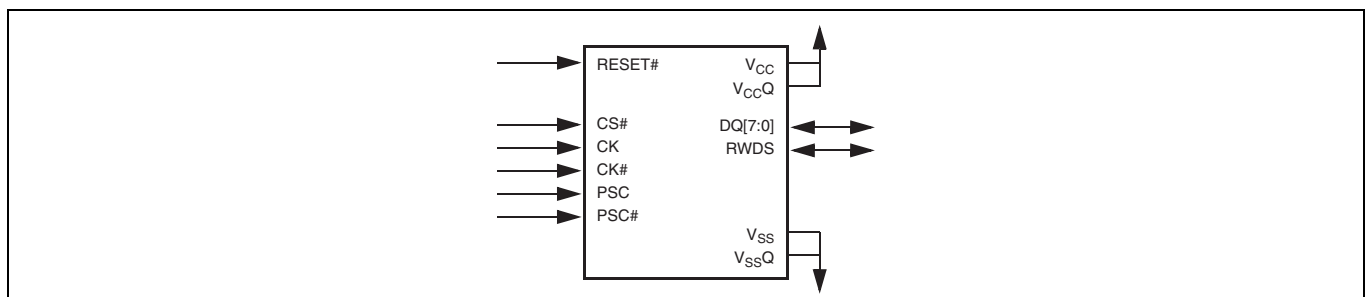 RESET#
CS#
CK
CK#
PSC
PSC#
VCC
VCCQ
DQ[7:0]
RWDS
VSS
VSSQ